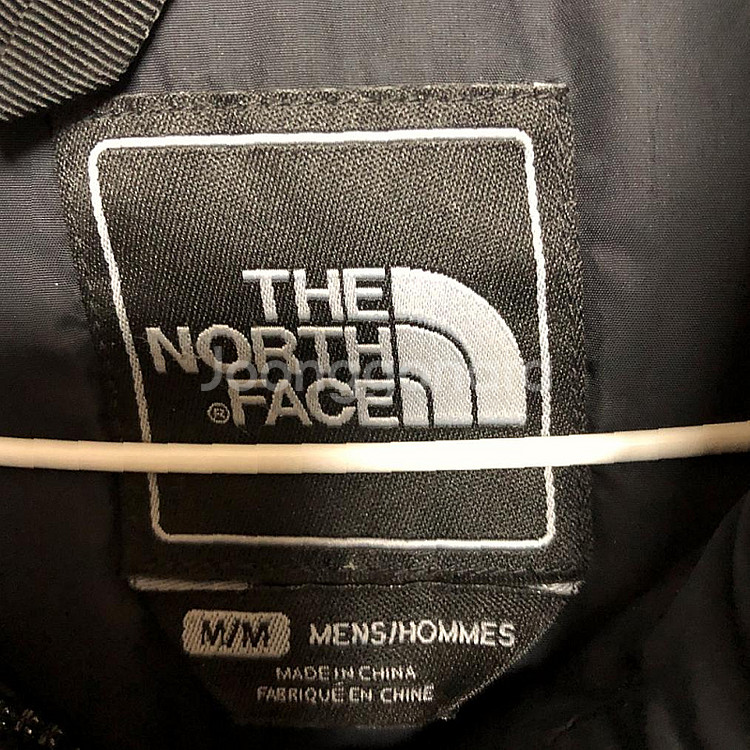 THE
NORTH
FACE
®
M/M MENS/HOMMES
MADE IN CHINA
FABRIQUÉ EN CHINE